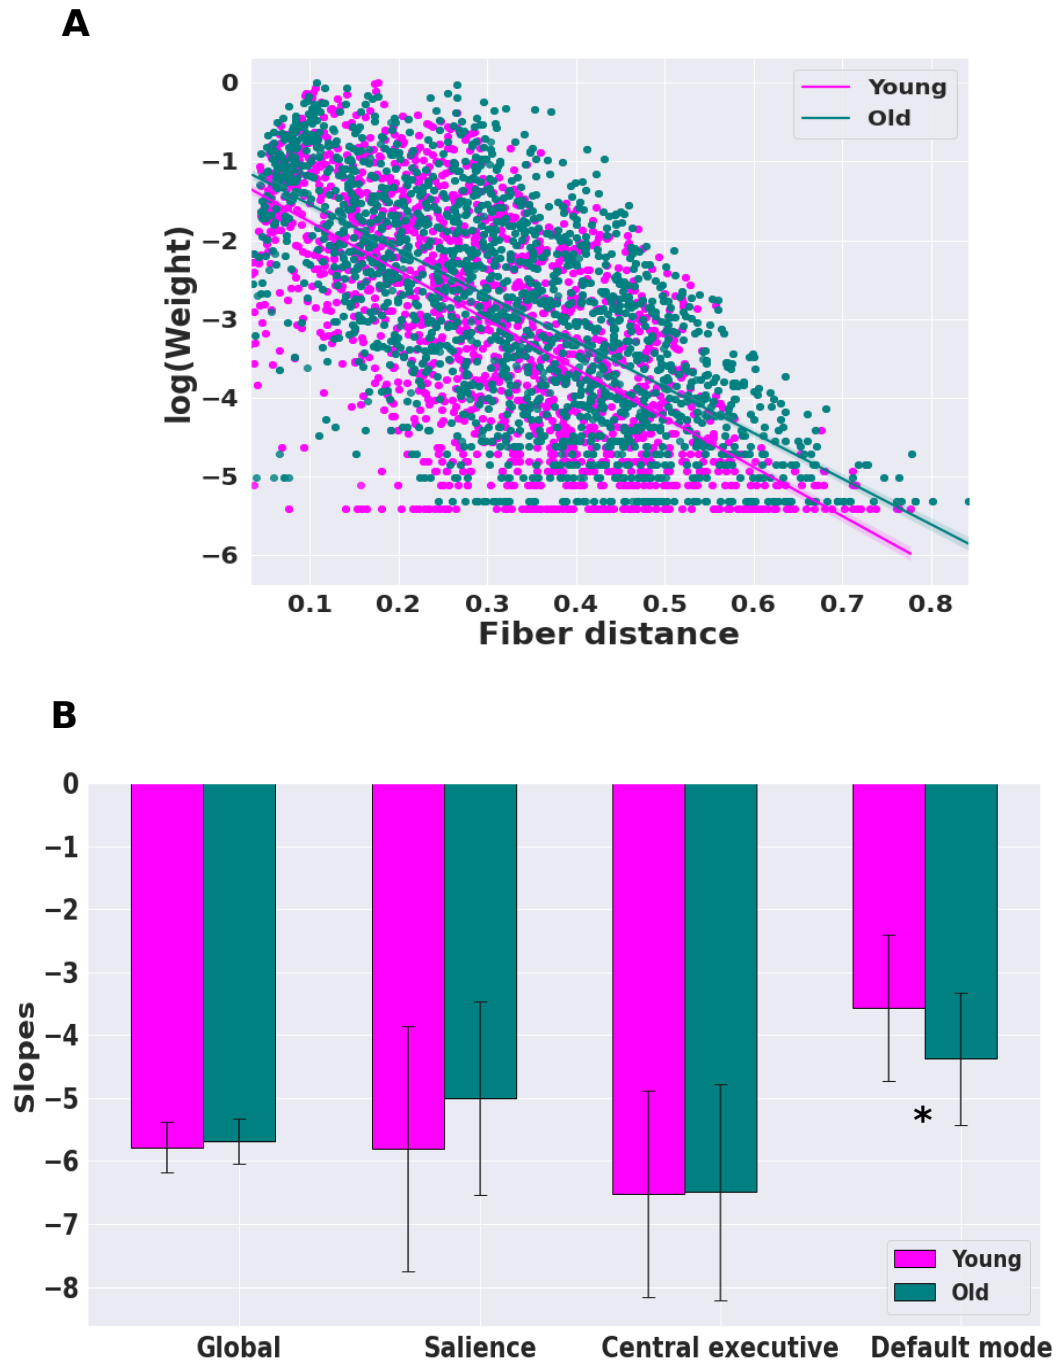 A
0
−1
−2
−3
−4
−5
−6
log(Weight)
Young
Old
0.1 0.2 0.3 0.4 0.5 0.6 0.7 0.8
Fiber distance
B
0
−1
−2
−3
−4
−5
−6
−7
−8
Slopes
*
Young
Old
Global Salience Central executive Default mode